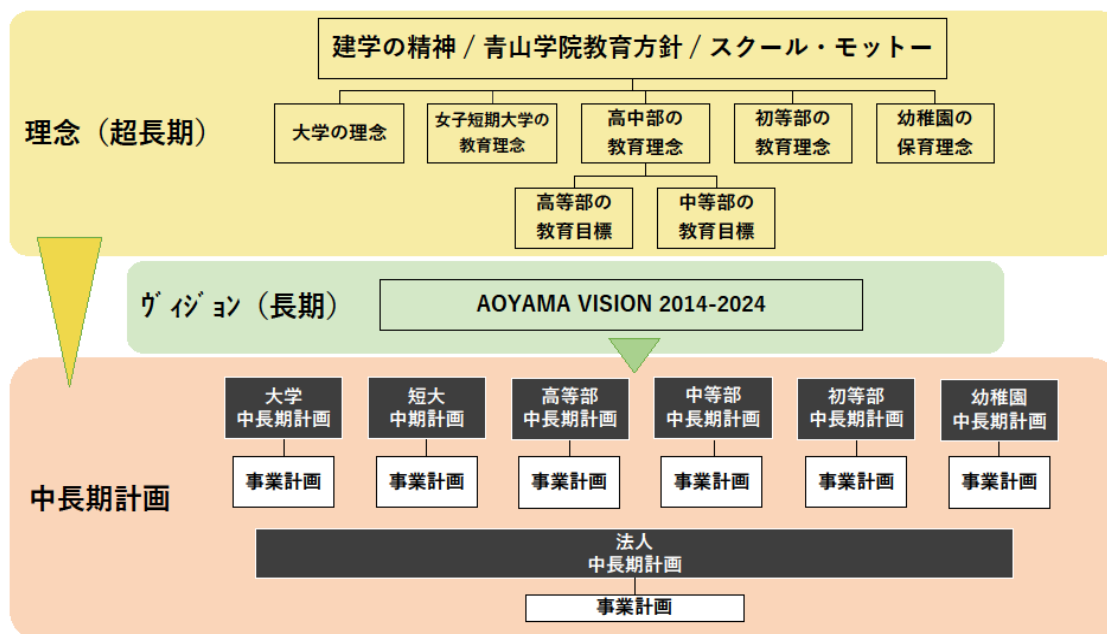 建学の精神 / 青山学院教育方針 / スクール・モットー
理念（超長期）
大学の理念
女子短期大学の
教育理念
高中部の
教育理念
初等部の
教育理念
幼稚園の
保育理念
高等部の
教育目標
中等部の
教育目標
ｳﾞｨｼﾞｮﾝ（長期）
AOYAMA VISION 2014-2024
中長期計画
大学
中長期計画
短大
中期計画
高等部
中長期計画
中等部
中長期計画
初等部
中長期計画
幼稚園
中長期計画
事業計画
事業計画
事業計画
事業計画
事業計画
事業計画
法人
中長期計画
事業計画